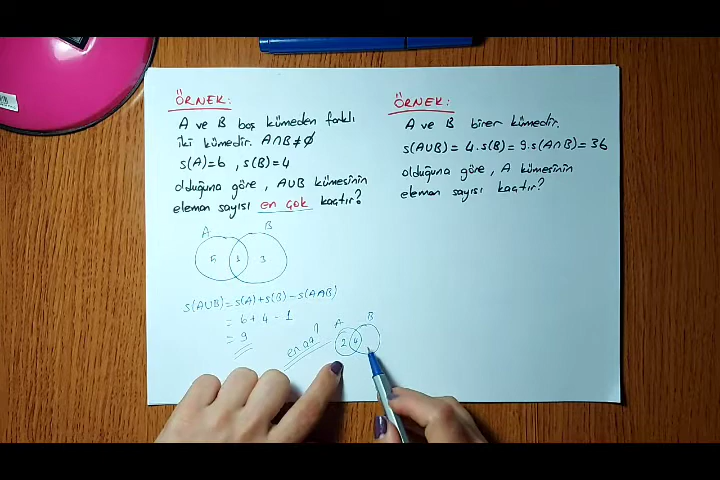 ÖRNEK:
A ve B boş kümeden farklı
iki kümedir. A∩B≠∅
s(A)=6 , s(B)=4
olduğuna göre , A∪B kümesinin
eleman sayısı en çok kaçtır?
A B
5 1 3
s(A∪B)=s(A)+s(B)-s(A∩B)
= 6+4-1
= 9
en az ?
A B
2 4
ÖRNEK:
A ve B birer kümedir.
s(A∪B)= 4.s(B)= 9.s(A∩B)=36
olduğuna göre , A kümesinin
eleman sayısı kaçtır?